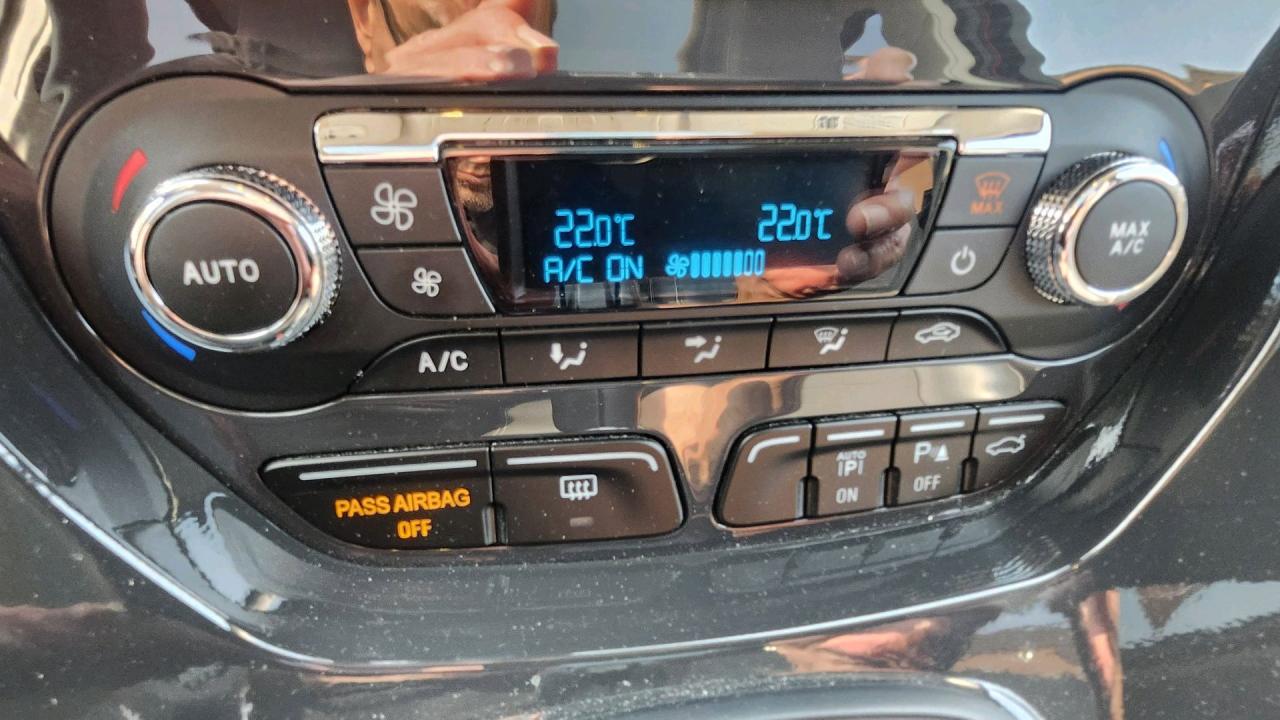 22.0°C 22.0°C
A/C ON
AUTO
MAX
MAX
A/C
A/C
PASS AIRBAG
OFF
AUTO
P
ON
P
OFF